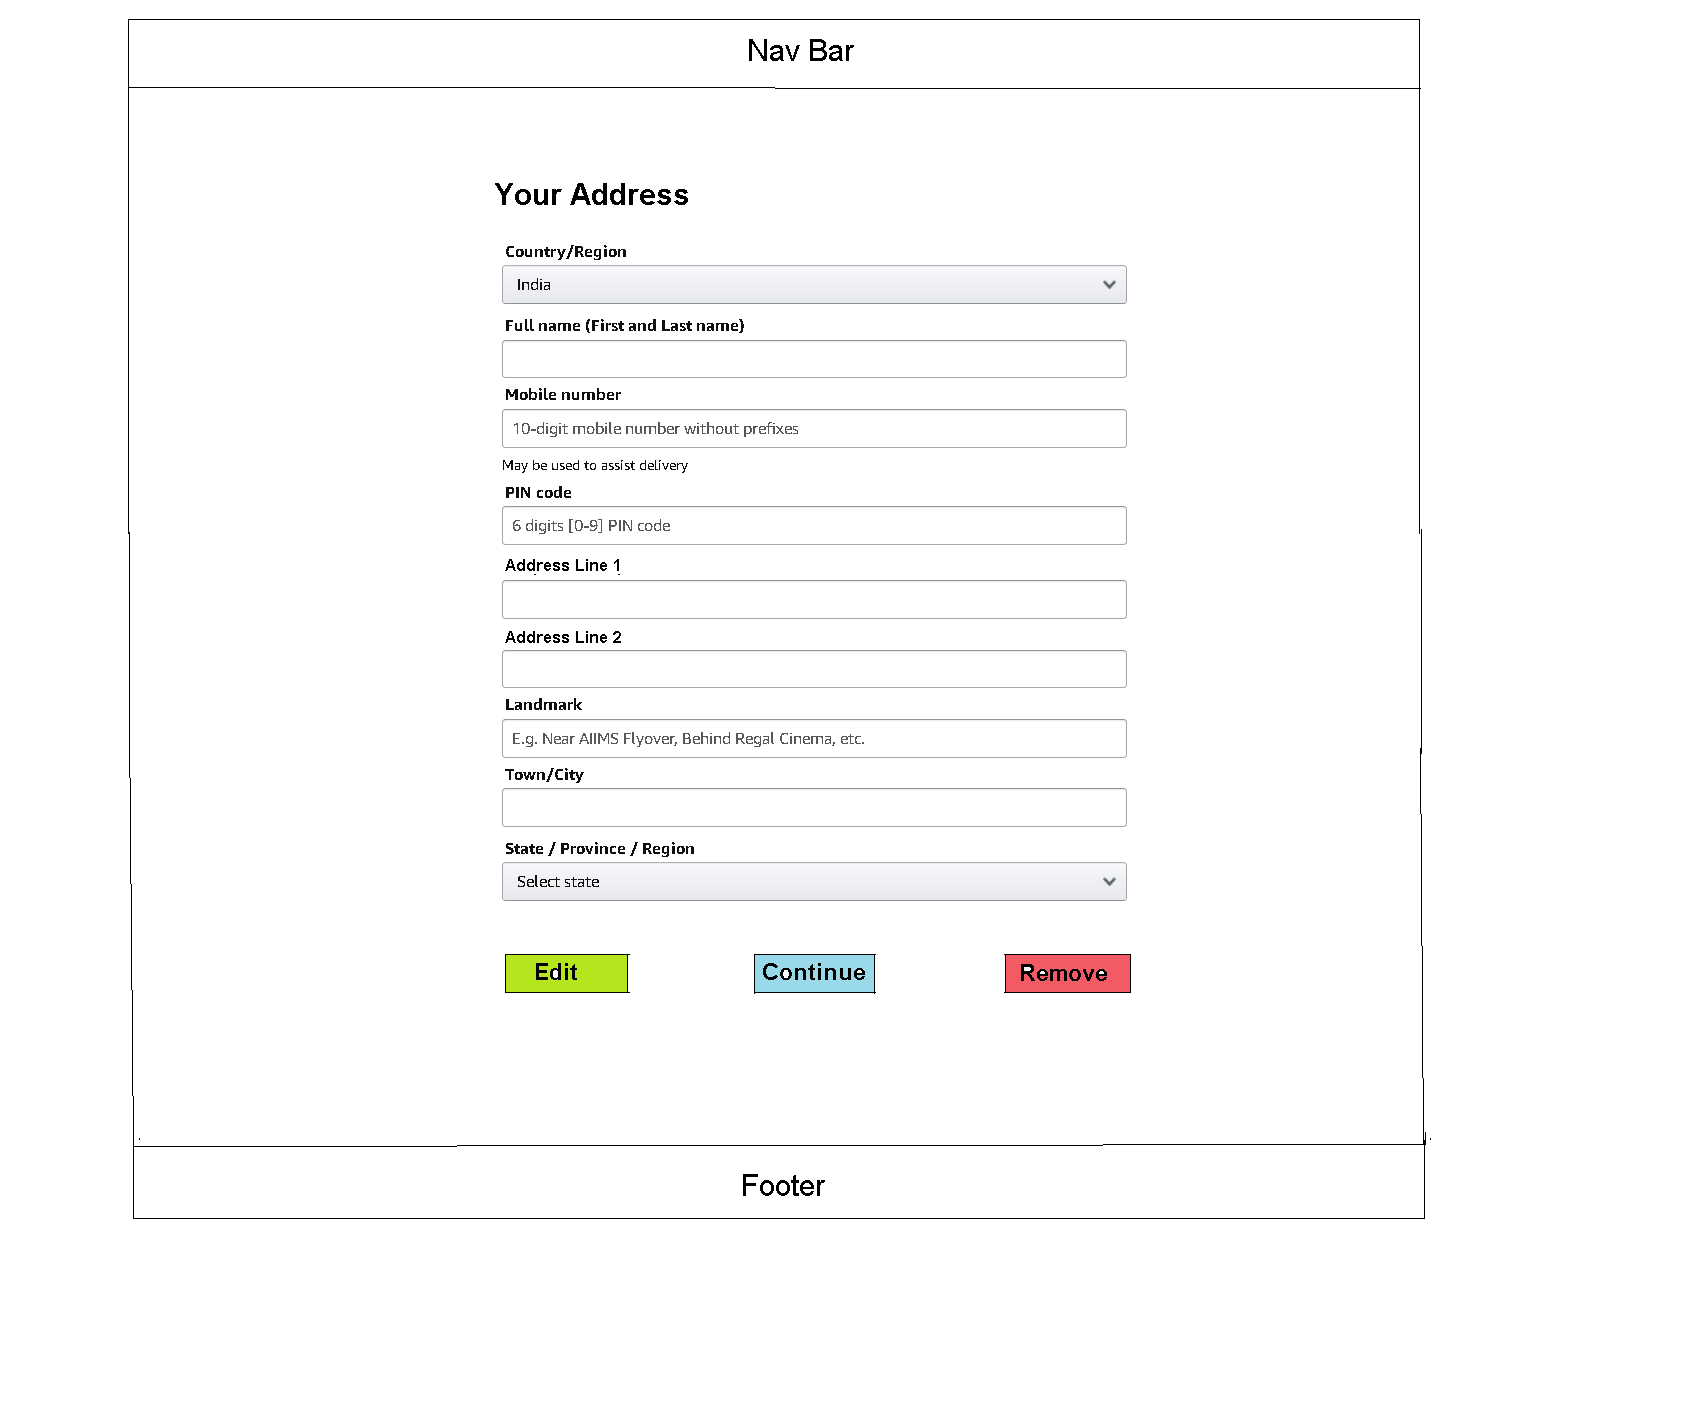 Nav Bar
Your Address
Country/Region
India
Full name (First and Last name)
Mobile number
10-digit mobile number without prefixes
May be used to assist delivery
PIN code
6 digits [0-9] PIN code
Address Line 1
Address Line 2
Landmark
E.g. Near AIIMS Flyover, Behind Regal Cinema, etc.
Town/City
State / Province / Region
Select state
Edit Continue Remove
Footer